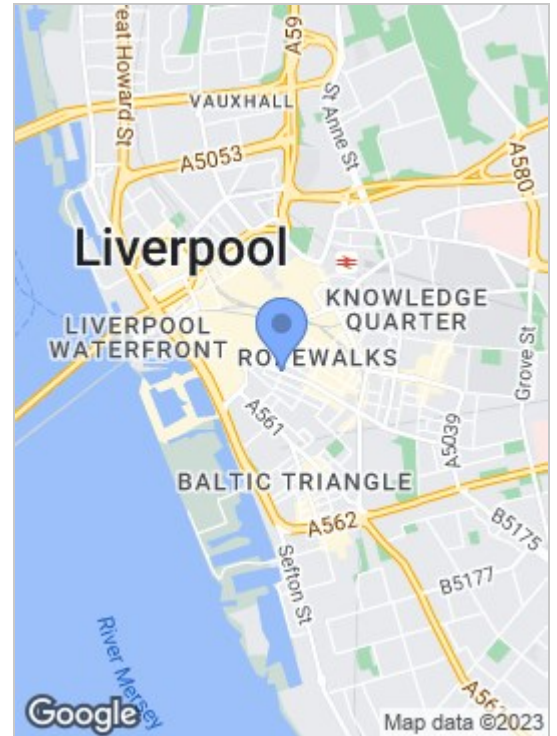 reat Howard St
A59
VAUXHALL
St Anne St
A5053
A580
Liverpool
KNOWLEDGE
QUARTER
LIVERPOOL
WATERFRONT
ROPEWALKS
Grove St
A561
A5039
BALTIC TRIANGLE
A562
B5175
Sefton St
B5177
River Mersey
A562
Google
Map data ©2023